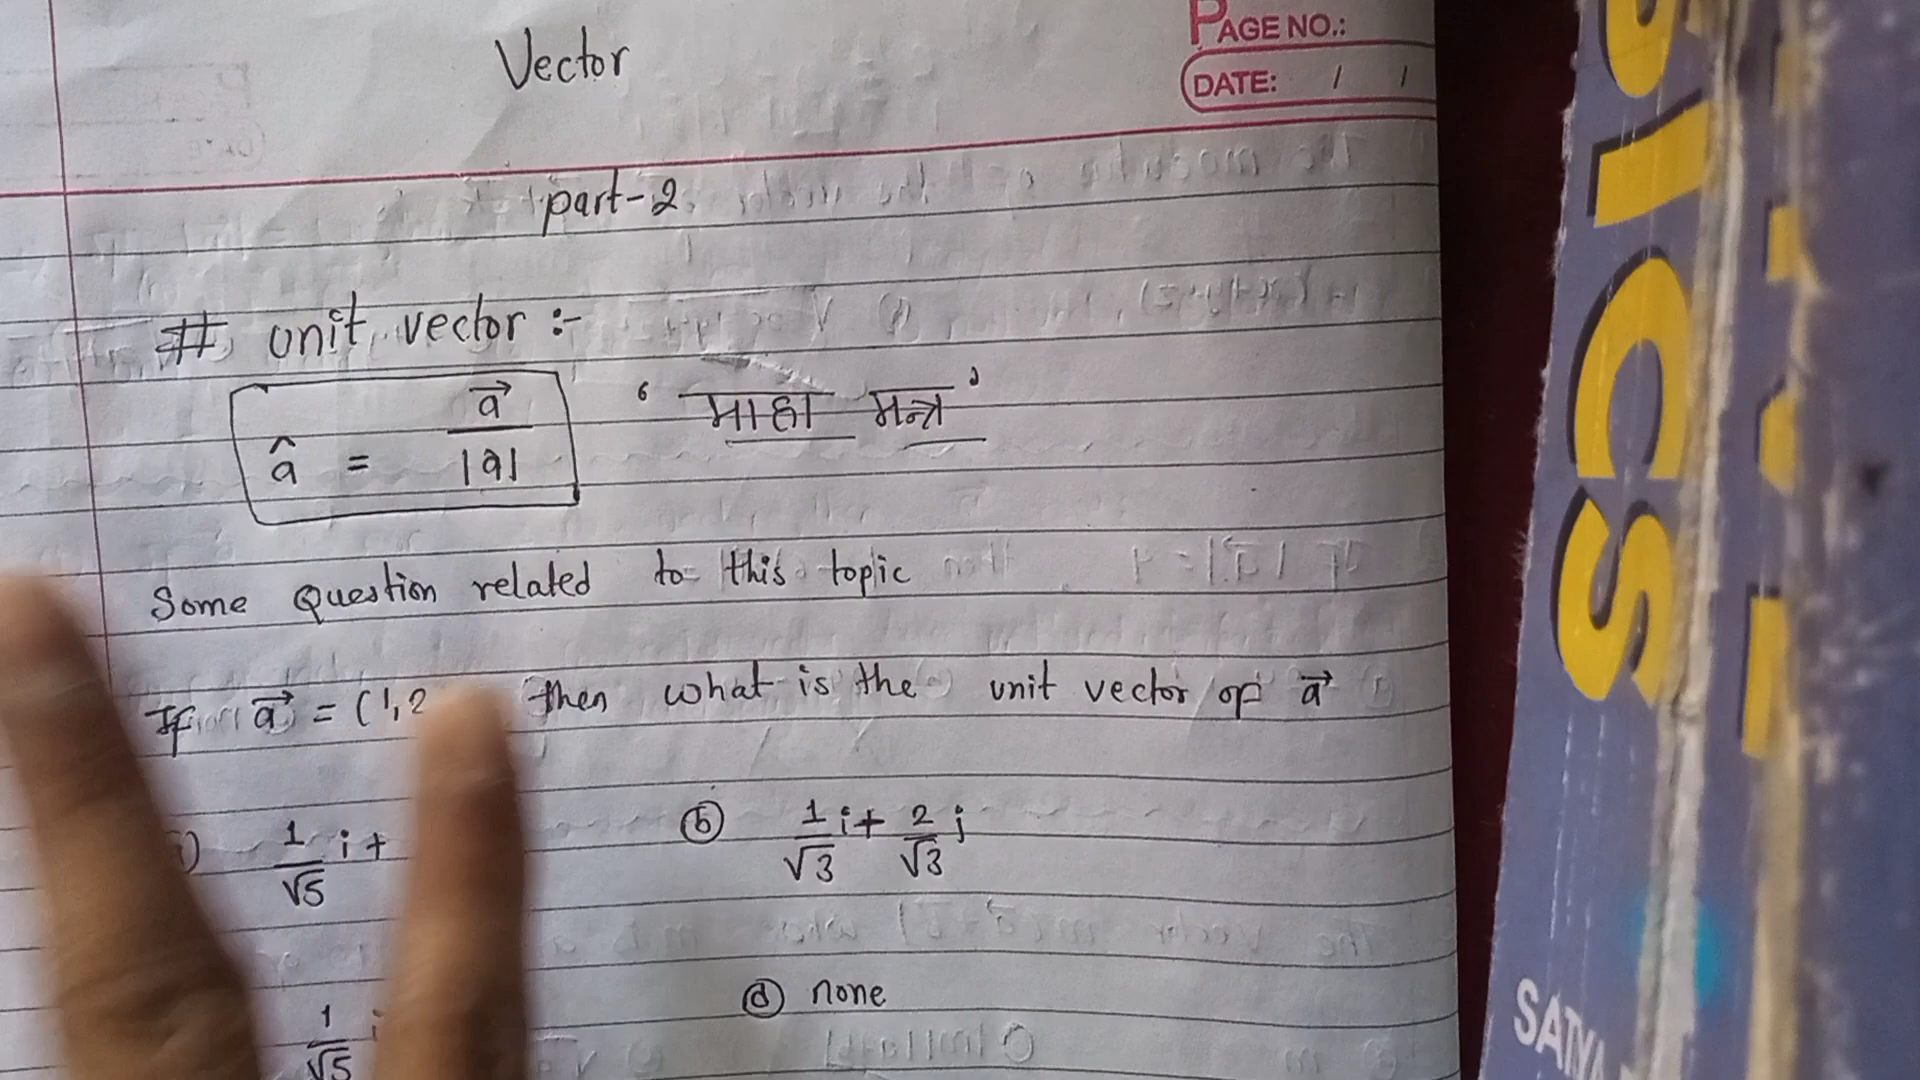 PAGE NO.:
DATE: / /
Vector
part-2
# unit vector :-
â = a⃗ / |a| ‘ माहा मन्त्र ’
Some Question related to this topic
If a⃗ = (1,2 then what is the unit vector of a⃗
1/√5 i + ⓑ 1/√3 i + 2/√3 j
1/√5 ⓓ none
SICS
SATYA